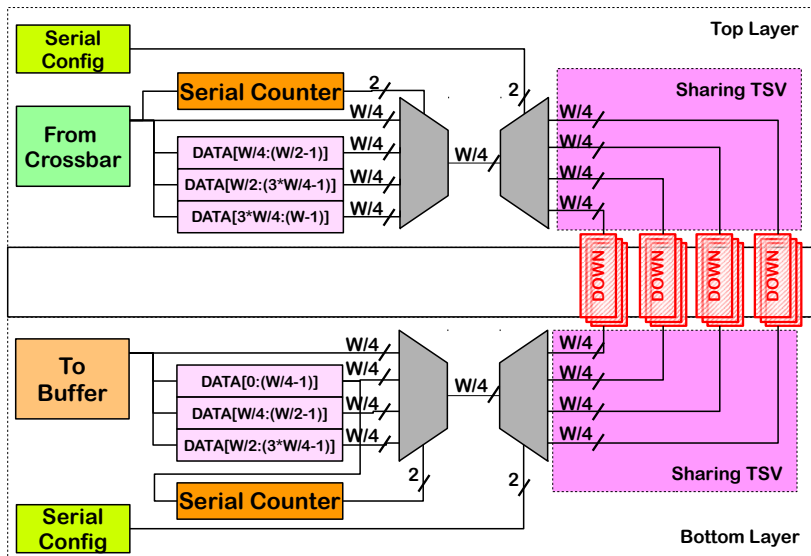 Serial
Config
Top Layer
Serial Counter
2
2
Sharing TSV
From
Crossbar
W/4
W/4
DATA[W/4:(W/2-1)]
W/4
W/4
W/4
DATA[W/2:(3*W/4-1)]
W/4
W/4
DATA[3*W/4:(W-1)]
W/4
W/4
DOWN
DOWN
DOWN
DOWN
To
Buffer
W/4
W/4
DATA[0:(W/4-1)]
W/4
W/4
W/4
DATA[W/4:(W/2-1)]
W/4
W/4
DATA[W/2:(3*W/4-1)]
W/4
W/4
Serial Counter
2
2
Sharing TSV
Serial
Config
Bottom Layer